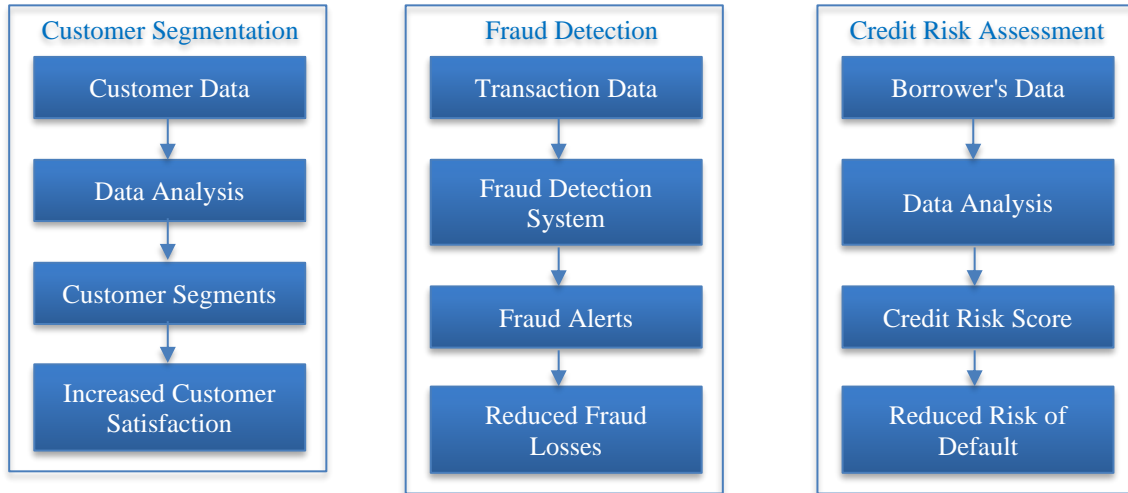 Customer Segmentation
Customer Data
Data Analysis
Customer Segments
Increased Customer
Satisfaction
Fraud Detection
Transaction Data
Fraud Detection
System
Fraud Alerts
Reduced Fraud
Losses
Credit Risk Assessment
Borrower's Data
Data Analysis
Credit Risk Score
Reduced Risk of
Default